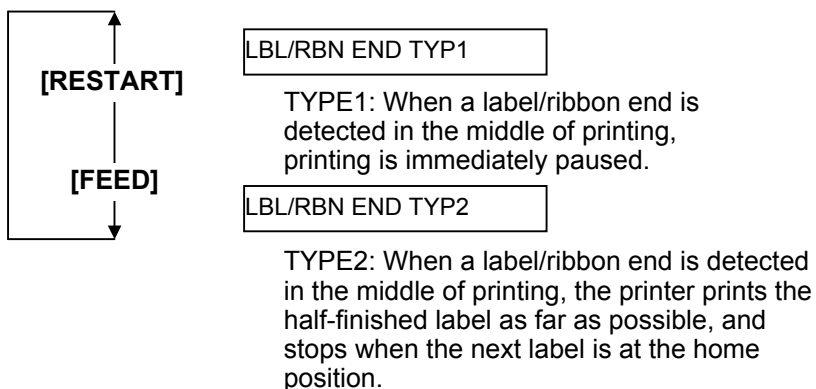 [RESTART]
[FEED]
LBL/RBN END TYP1
TYPE1: When a label/ribbon end is
detected in the middle of printing,
printing is immediately paused.
LBL/RBN END TYP2
TYPE2: When a label/ribbon end is detected
in the middle of printing, the printer prints the
half-finished label as far as possible, and
stops when the next label is at the home
position.